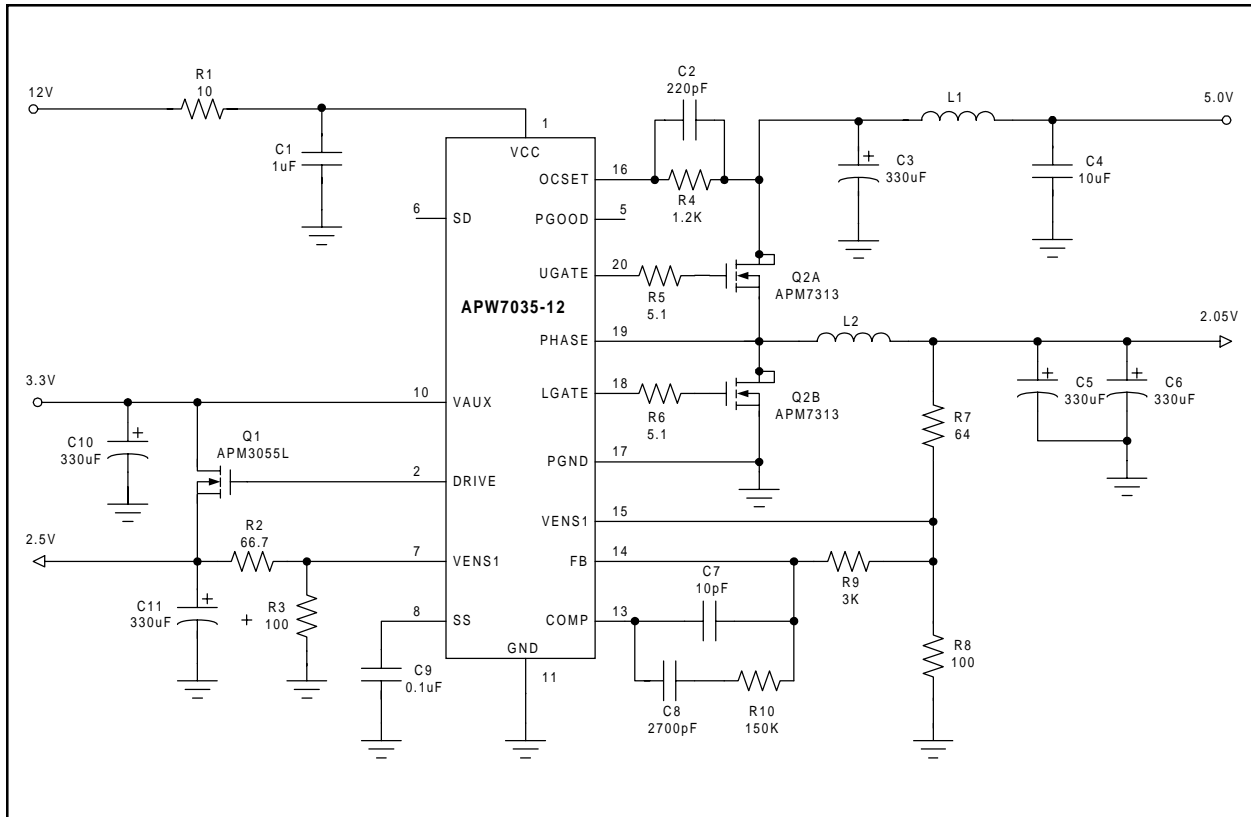 12V
R1
10
C1
1uF
1
VCC
C2
220pF
L1
5.0V
16
OCSET
R4
1.2K
C3
330uF
C4
10uF
6
SD
5
PGOOD
20
UGATE
R5
5.1
Q2A
APM7313
APW7035-12
19
PHASE
L2
2.05V
3.3V
10
VAUX
18
LGATE
R6
5.1
Q2B
APM7313
C5
330uF
C6
330uF
R7
64
C10
330uF
Q1
APM3055L
2
DRIVE
17
PGND
15
VENS1
2.5V
R2
66.7
7
VENS1
14
FB
R9
3K
C7
10pF
C11
330uF
+
R3
100
8
SS
13
COMP
R8
100
C9
0.1uF
GND
11
C8
2700pF
R10
150K